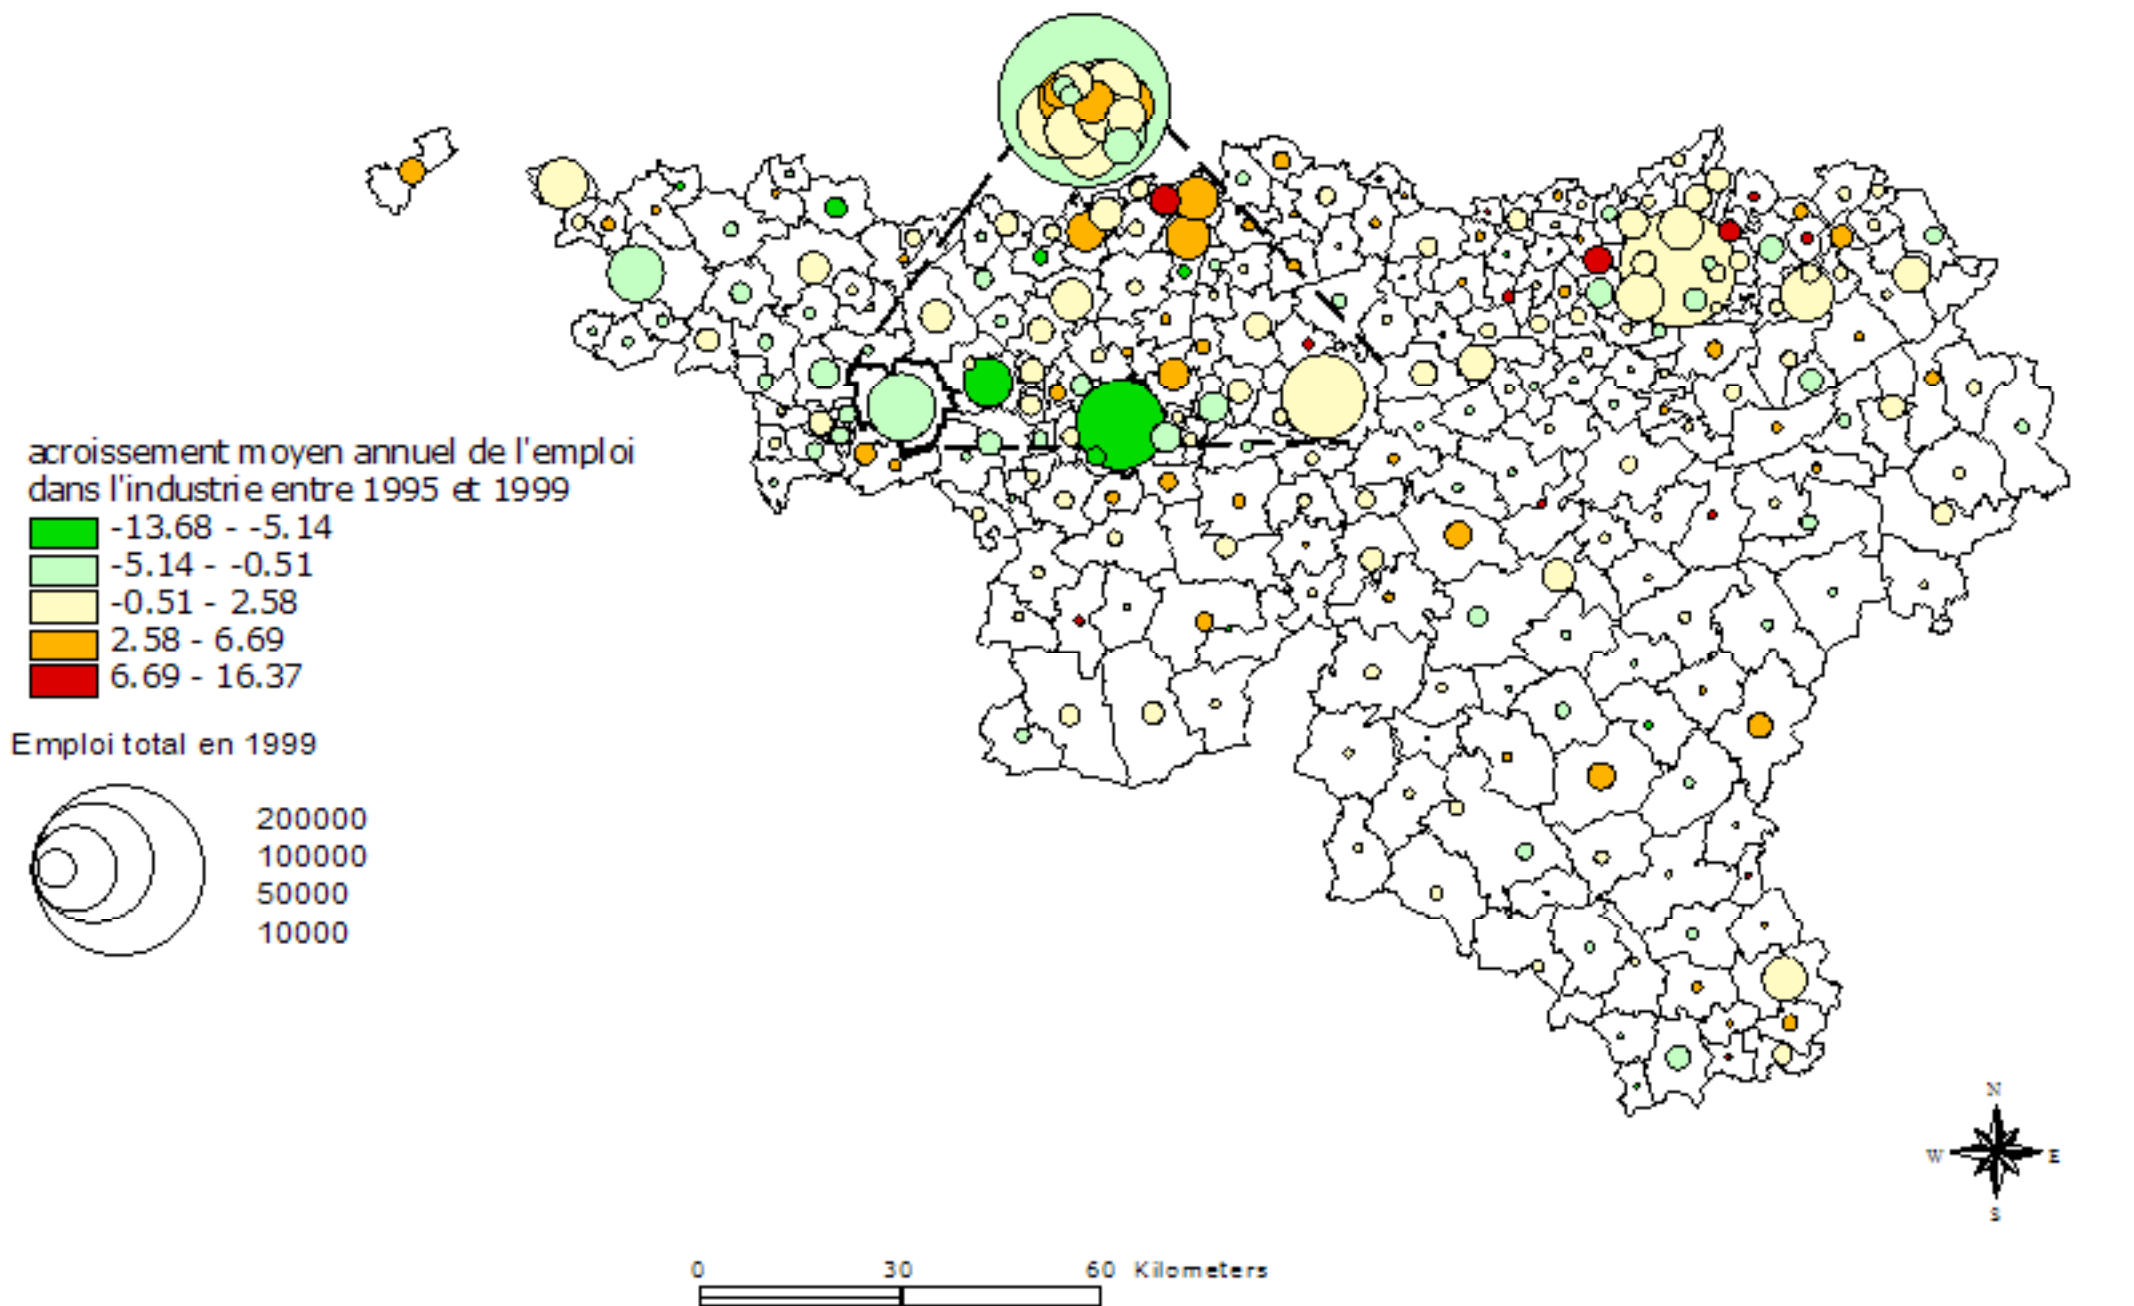 acroissement moyen annuel de l'emploi
dans l'industrie entre 1995 et 1999
-13.68 - -5.14
-5.14 - -0.51
-0.51 - 2.58
2.58 - 6.69
6.69 - 16.37
Emploi total en 1999
200000
100000
50000
10000
N
W E
S
0 30 60 Kilometers